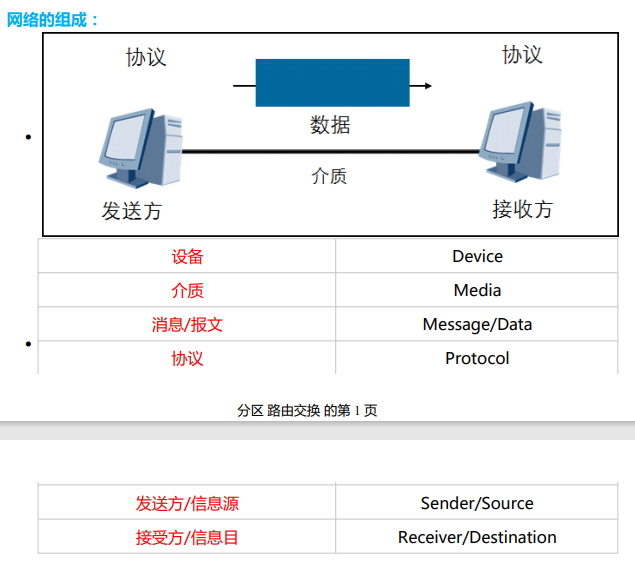 网络的组成：
协议 协议
数据
介质
发送方 接收方
设备 Device
介质 Media
消息/报文 Message/Data
协议 Protocol
分区 路由交换 的第 1 页
发送方/信息源 Sender/Source
接受方/信息目 Receiver/Destination